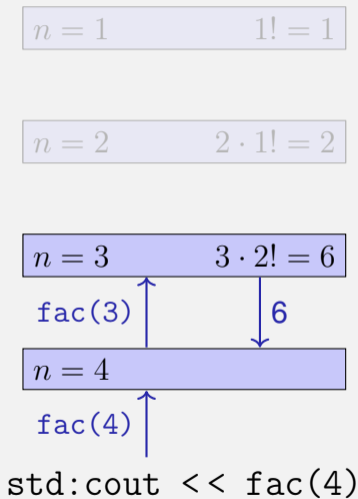 n = 1 1! = 1
n = 2 2 · 1! = 2
n = 3 3 · 2! = 6
fac(3) 6
n = 4
fac(4)
std:cout << fac(4)